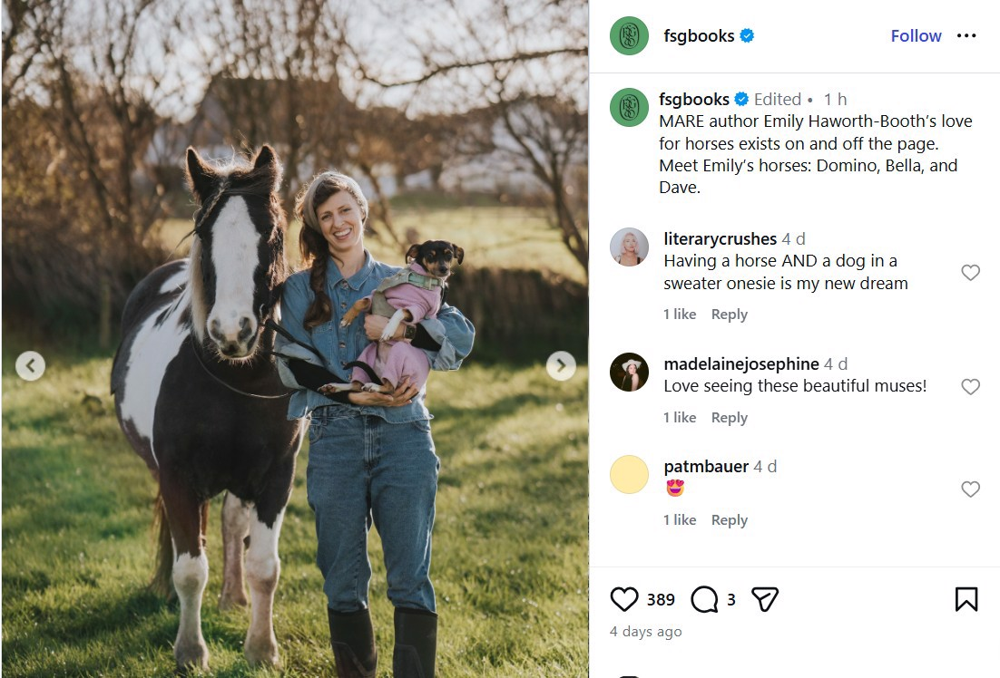 fsgbooks
Follow
fsgbooks Edited • 1 h
MARE author Emily Haworth-Booth’s love
for horses exists on and off the page.
Meet Emily’s horses: Domino, Bella, and
Dave.
literarycrushes 4 d
Having a horse AND a dog in a
sweater onesie is my new dream
1 like Reply
madelainejosephine 4 d
Love seeing these beautiful muses!
1 like Reply
patmbauer 4 d
😍
1 like Reply
389 3
4 days ago